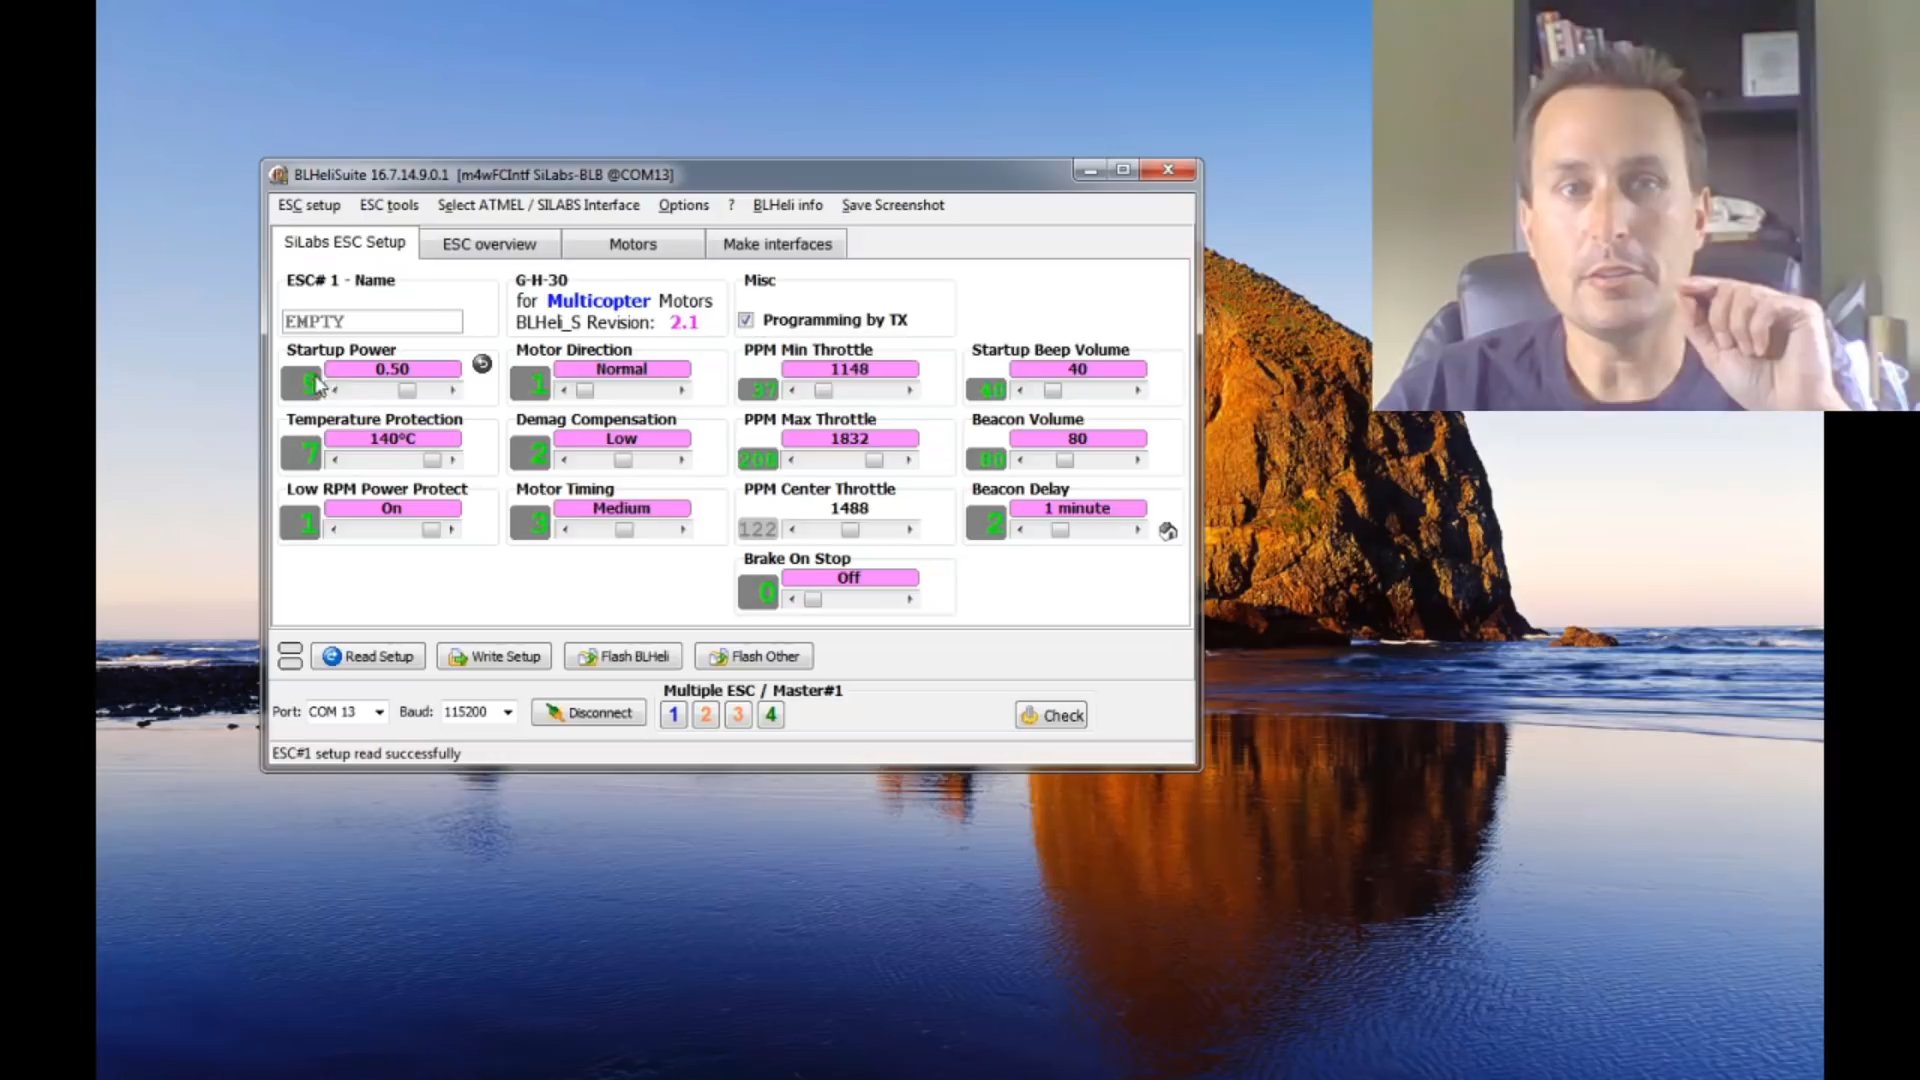 BLHeliSuite 16.7.14.9.0.1 [m4wFCIntf SiLabs-BLB @COM13]
ESC setup ESC tools Select ATMEL / SILABS Interface Options ? BLHeli info Save Screenshot
SiLabs ESC Setup ESC overview Motors Make interfaces
ESC# 1 - Name
EMPTY
G-H-30
for Multicopter Motors
BLHeli_S Revision: 2.1
Misc
Programming by TX
Startup Power
0.50
Motor Direction
Normal
1
PPM Min Throttle
1148
37
Startup Beep Volume
40
40
Temperature Protection
140°C
7
Demag Compensation
Low
2
PPM Max Throttle
1832
208
Beacon Volume
80
80
Low RPM Power Protect
On
1
Motor Timing
Medium
3
PPM Center Throttle
1488
122
Beacon Delay
1 minute
2
Brake On Stop
Off
0
Read Setup Write Setup Flash BLHeli Flash Other
Multiple ESC / Master#1
Port: COM 13 Baud: 115200 Disconnect 1 2 3 4 Check
ESC#1 setup read successfully